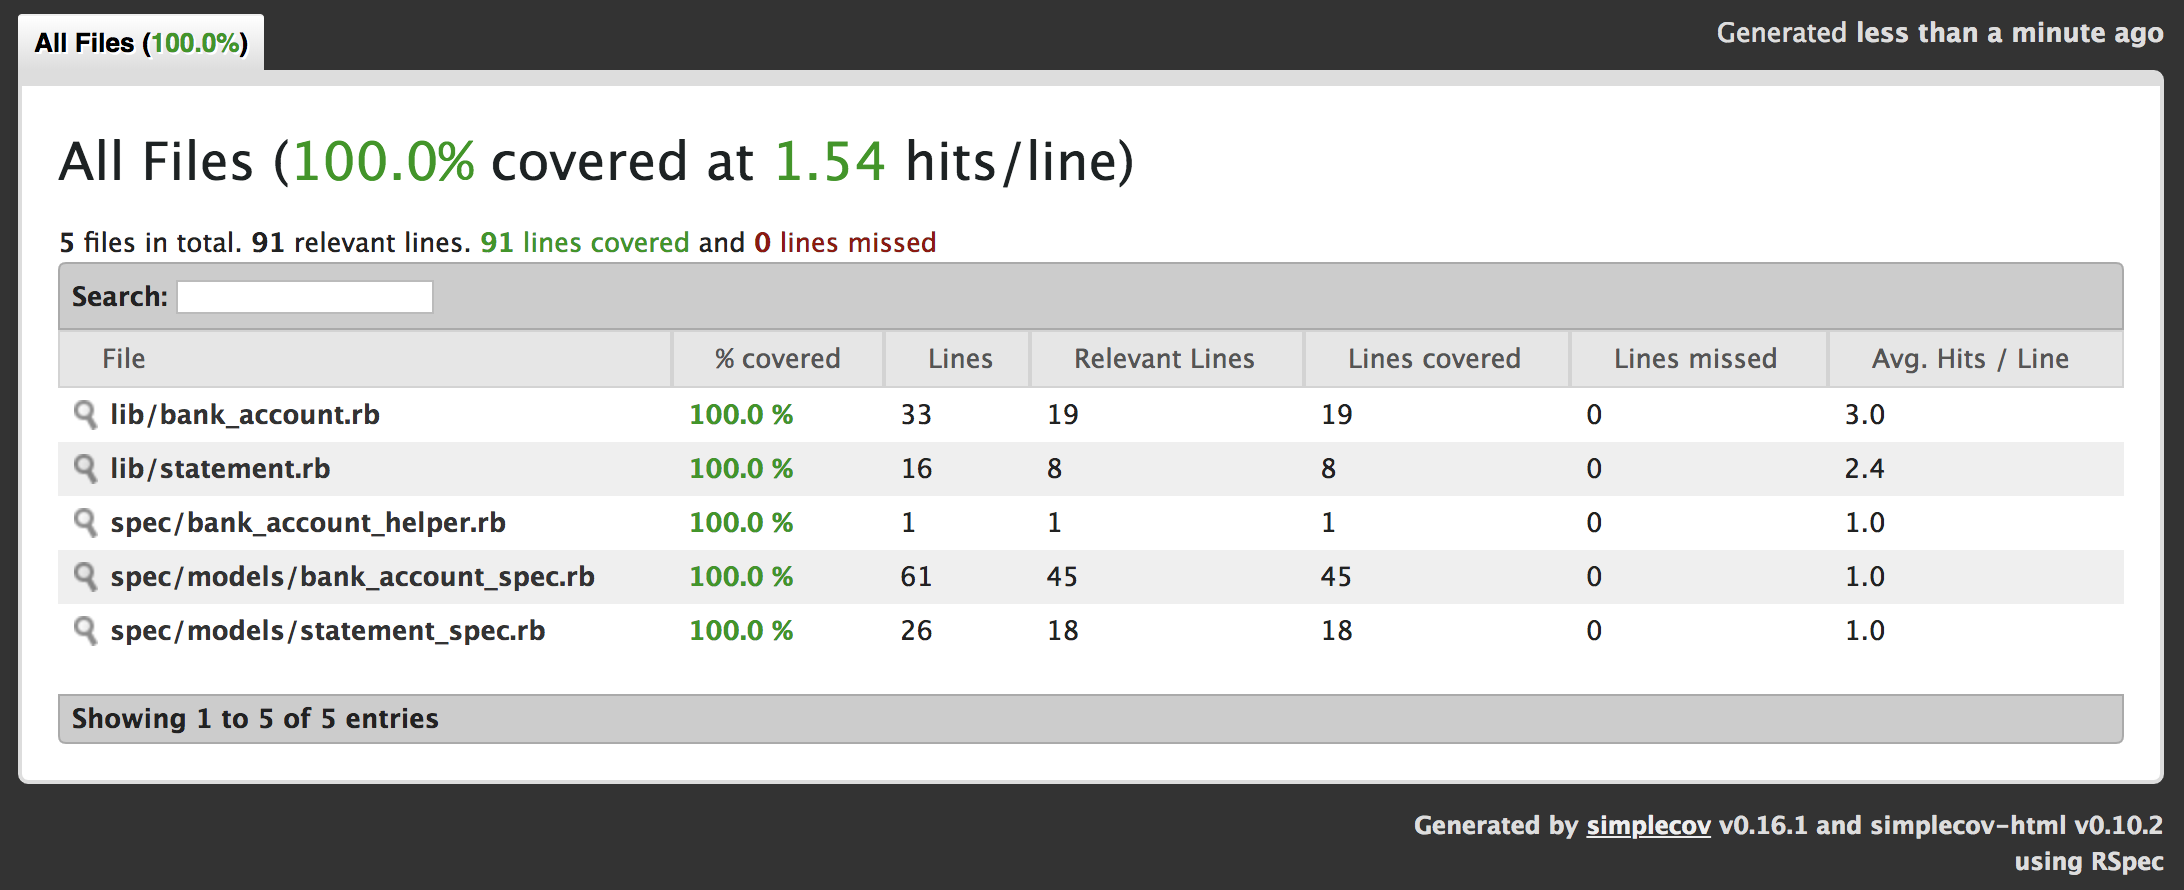 All Files (100.0%)
Generated less than a minute ago
All Files (100.0% covered at 1.54 hits/line)
5 files in total. 91 relevant lines. 91 lines covered and 0 lines missed
Search:
File % covered Lines Relevant Lines Lines covered Lines missed Avg. Hits / Line
lib/bank_account.rb 100.0 % 33 19 19 0 3.0
lib/statement.rb 100.0 % 16 8 8 0 2.4
spec/bank_account_helper.rb 100.0 % 1 1 1 0 1.0
spec/models/bank_account_spec.rb 100.0 % 61 45 45 0 1.0
spec/models/statement_spec.rb 100.0 % 26 18 18 0 1.0
Showing 1 to 5 of 5 entries
Generated by simplecov v0.16.1 and simplecov-html v0.10.2
using RSpec